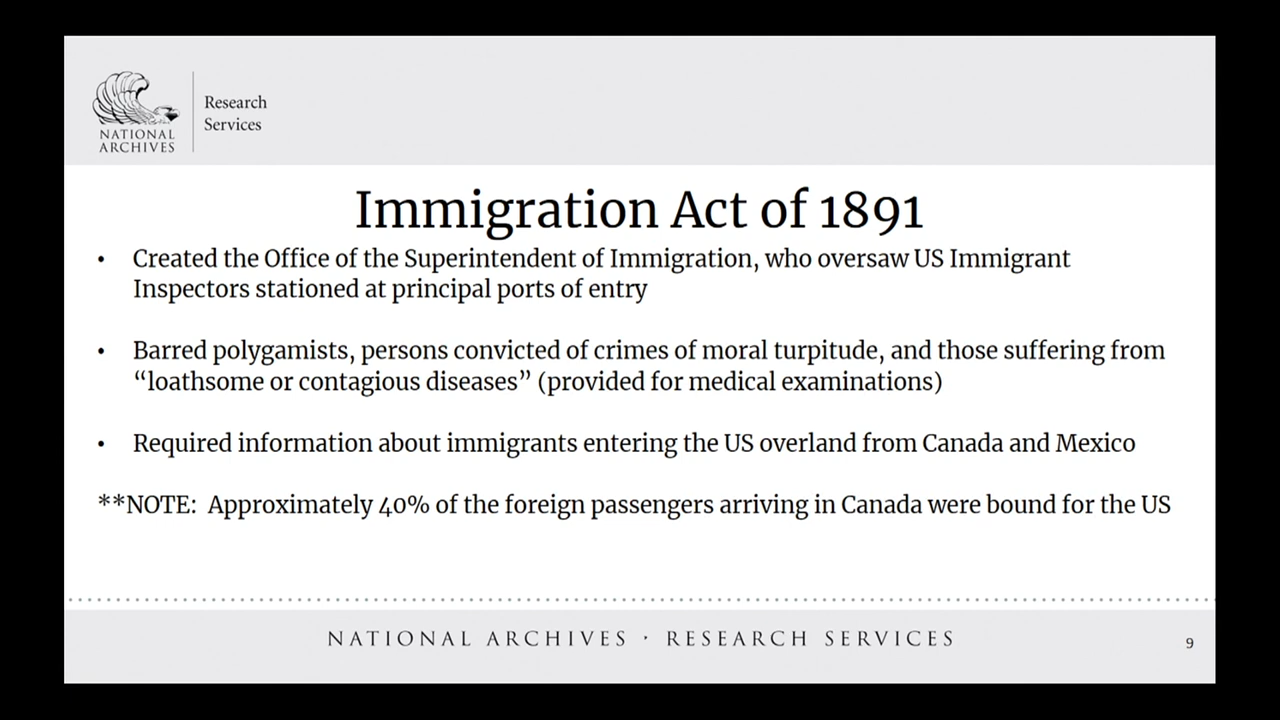 NATIONAL
ARCHIVES
Research
Services
Immigration Act of 1891
• Created the Office of the Superintendent of Immigration, who oversaw US Immigrant
Inspectors stationed at principal ports of entry
• Barred polygamists, persons convicted of crimes of moral turpitude, and those suffering from
“loathsome or contagious diseases” (provided for medical examinations)
• Required information about immigrants entering the US overland from Canada and Mexico
**NOTE:  Approximately 40% of the foreign passengers arriving in Canada were bound for the US
NATIONAL ARCHIVES · RESEARCH SERVICES
9